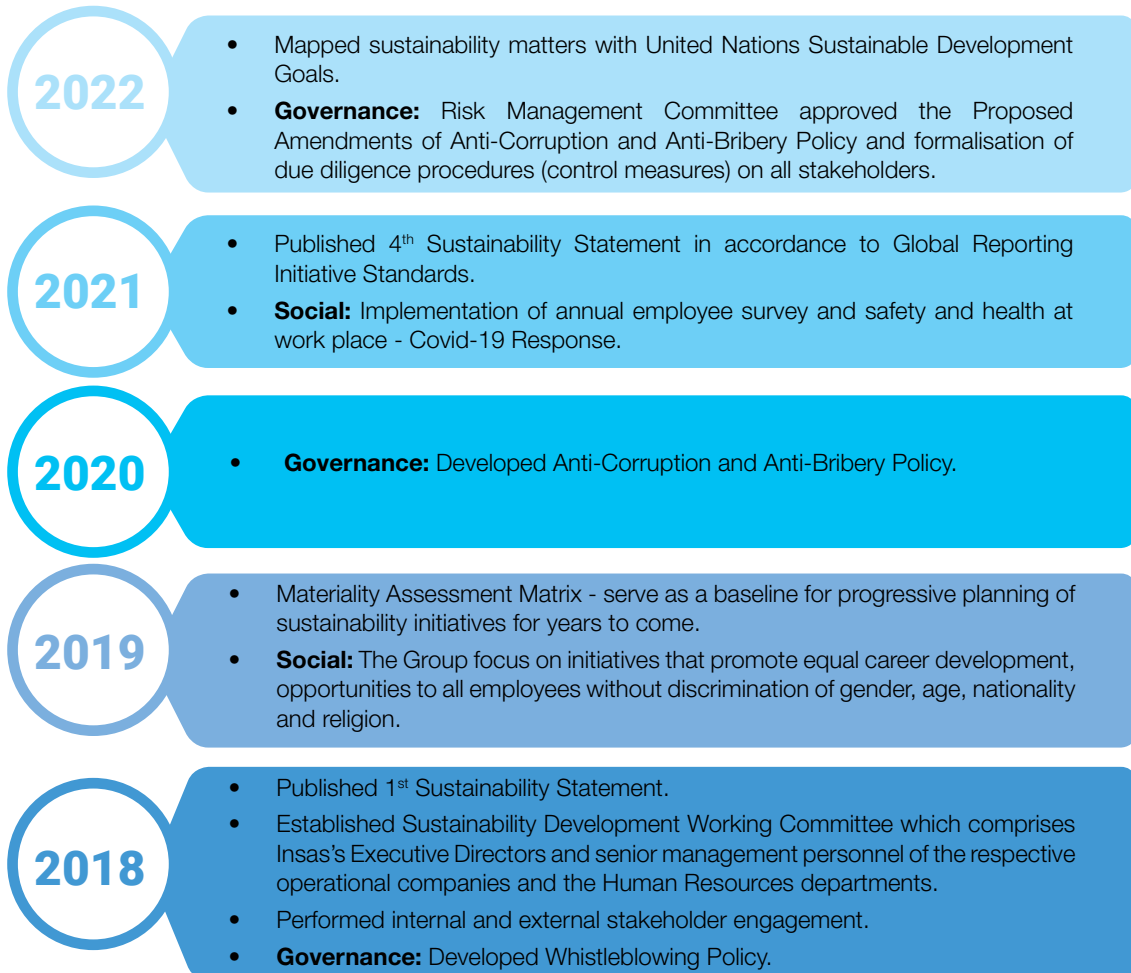 2022
• Mapped sustainability matters with United Nations Sustainable Development
Goals.
• Governance: Risk Management Committee approved the Proposed
Amendments of Anti-Corruption and Anti-Bribery Policy and formalisation of
due diligence procedures (control measures) on all stakeholders.
2021
• Published 4th Sustainability Statement in accordance to Global Reporting
Initiative Standards.
• Social: Implementation of annual employee survey and safety and health at
work place - Covid-19 Response.
2020
• Governance: Developed Anti-Corruption and Anti-Bribery Policy.
2019
• Materiality Assessment Matrix - serve as a baseline for progressive planning of
sustainability initiatives for years to come.
• Social: The Group focus on initiatives that promote equal career development,
opportunities to all employees without discrimination of gender, age, nationality
and religion.
2018
• Published 1st Sustainability Statement.
• Established Sustainability Development Working Committee which comprises
Insas's Executive Directors and senior management personnel of the respective
operational companies and the Human Resources departments.
• Performed internal and external stakeholder engagement.
• Governance: Developed Whistleblowing Policy.